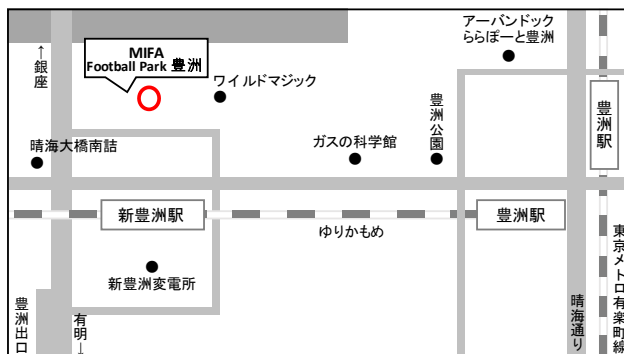 アーバンドック
ららぽーと豊洲
MIFA
Football Park 豊洲
↑銀座
ワイルドマジック
豊洲駅
豊洲公園
ガスの科学館
晴海大橋南詰
新豊洲駅
豊洲駅
ゆりかもめ
新豊洲変電所
豊洲出口
有明↓
晴海通り
東京メトロ有楽町線